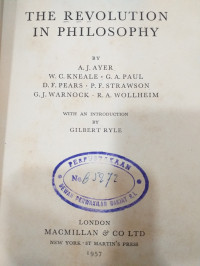 THE REVOLUTION
IN PHILOSOPHY
BY
A. J. AYER
W. C. KNEALE · G. A. PAUL
D. F. PEARS · P. F. STRAWSON
G. J. WARNOCK · R. A. WOLLHEIM
WITH AN INTRODUCTION
BY
GILBERT RYLE
PERPUSTAKAAN
No.
LONDON
MACMILLAN & CO LTD
NEW YORK · ST MARTIN'S PRESS
1957